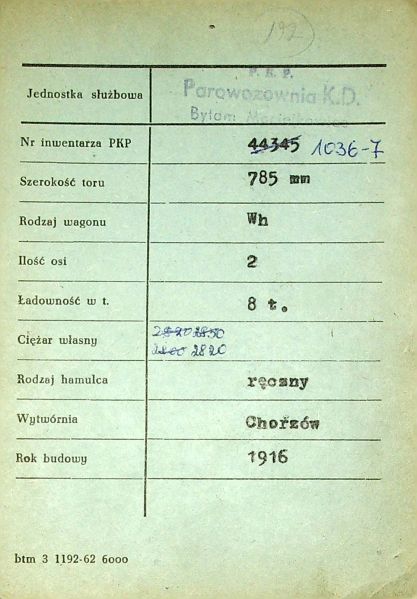 192
P. K. P.
Jednostka służbowa Parowozownia K.D.
Bytom
Nr inwentarza PKP 44345 1036-7
Szerokość toru 785 mm
Rodzaj wagonu Wh
Ilość osi 2
Ładowność w t. 8 t.
2850
Ciężar własny
2820
Rodzaj hamulca ręczny
Wytwórnia Chorzów
Rok budowy 1916
btm 3 1192-62 6000